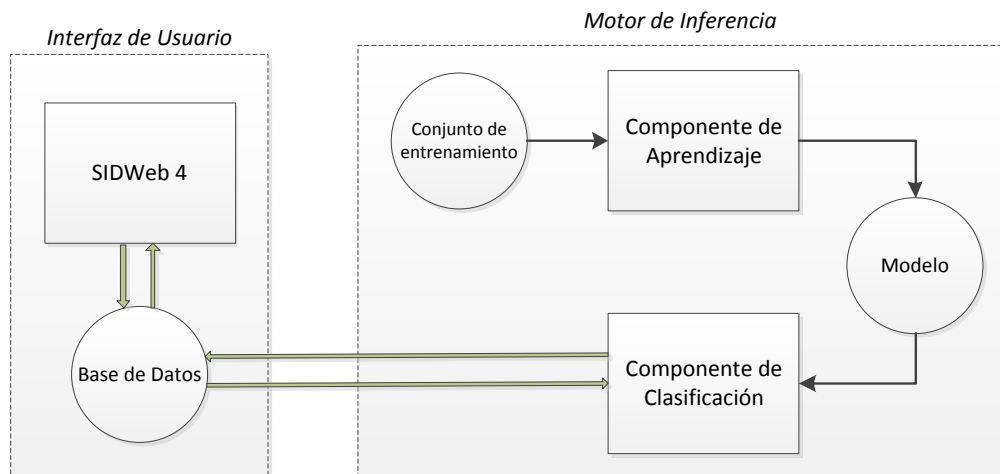 Interfaz de Usuario
Motor de Inferencia
SIDWeb 4
Base de Datos
Conjunto de
entrenamiento
Componente de
Aprendizaje
Modelo
Componente de
Clasificación